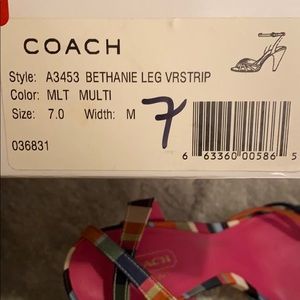 COACH
Style: A3453 BETHANIE LEG VRSTRIP
Color: MLT MULTI
Size: 7.0 Width: M
7
036831
6 63360 00586 5
COACH